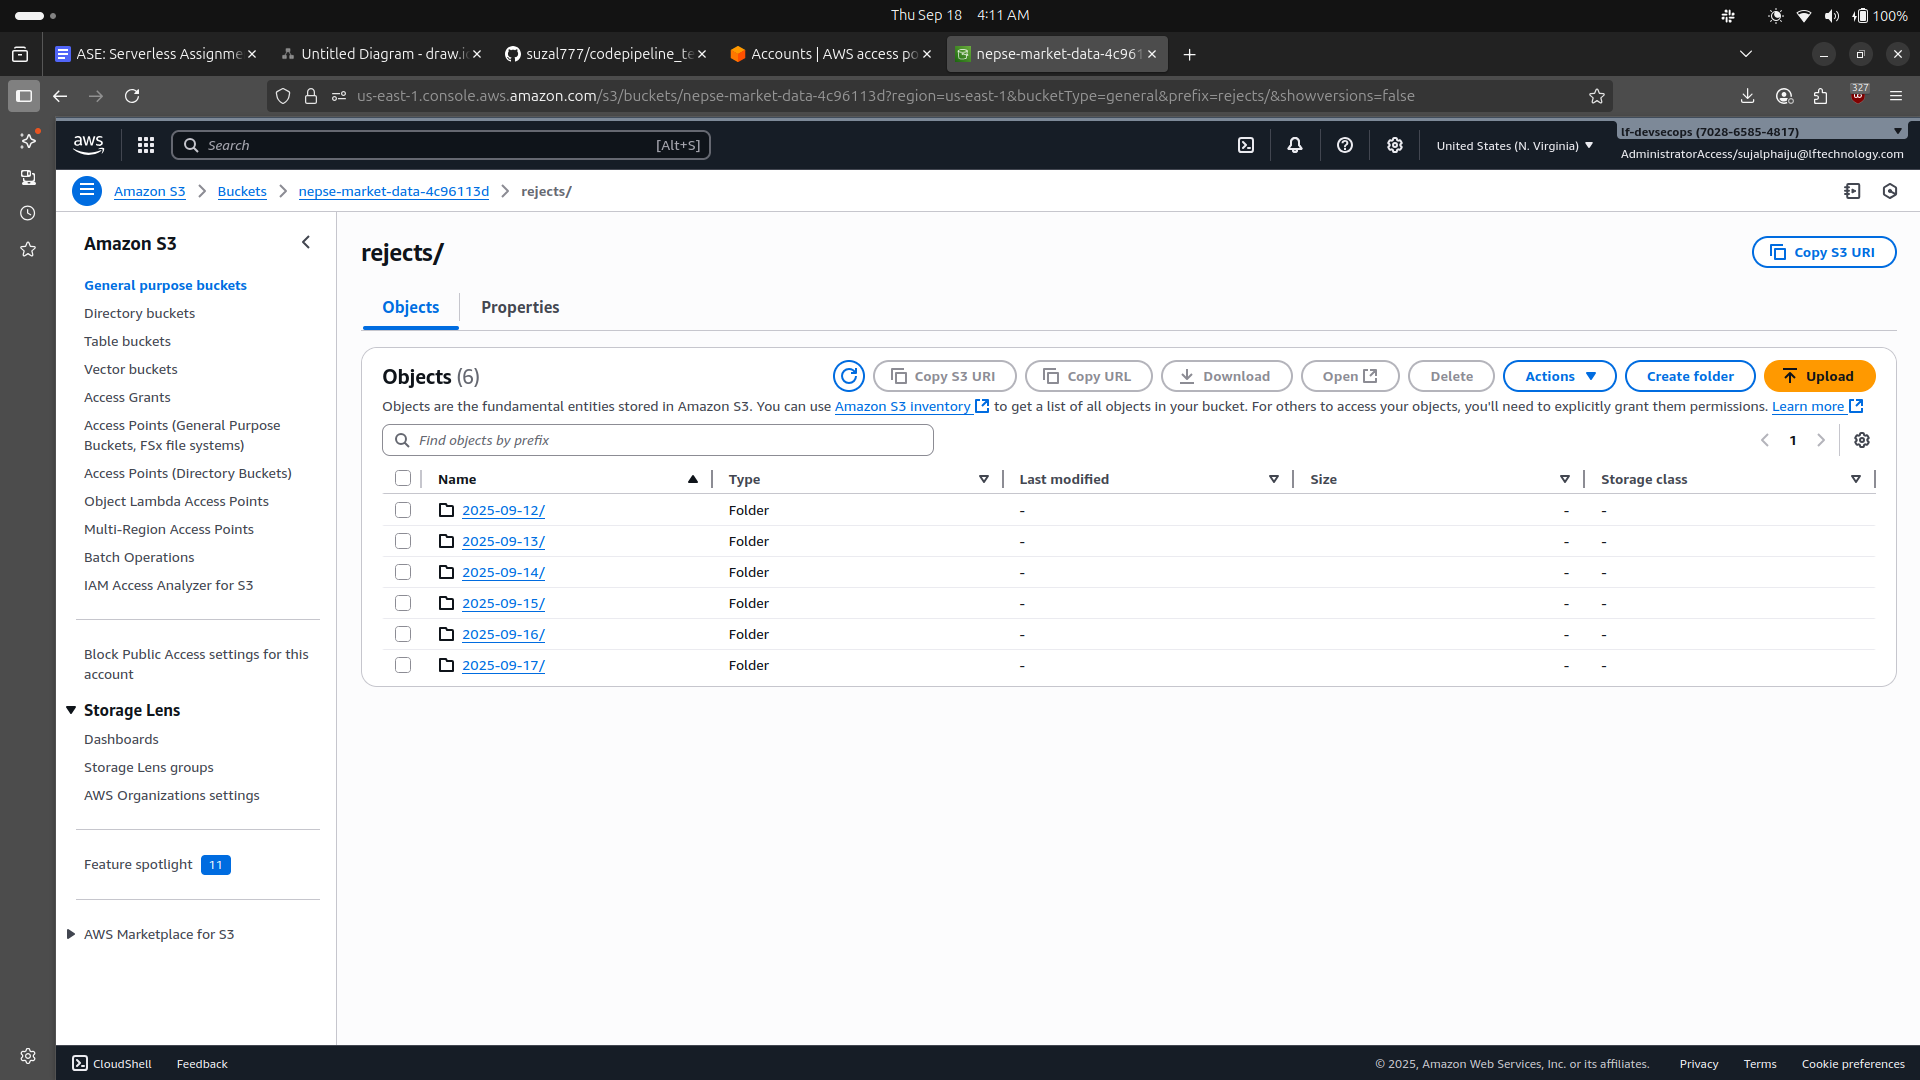 Thu Sep 18 4:11 AM
100%
ASE: Serverless Assignme
Untitled Diagram - draw.i
suzal777/codepipeline_te
Accounts | AWS access po
nepse-market-data-4c961
us-east-1.console.aws.amazon.com/s3/buckets/nepse-market-data-4c96113d?region=us-east-1&bucketType=general&prefix=rejects/&showversions=false
327
aws
Search [Alt+S]
United States (N. Virginia)
lf-devsecops (7028-6585-4817)
AdministratorAccess/sujalphaiju@lftechnology.com
Amazon S3
Buckets
nepse-market-data-4c96113d
rejects/
Amazon S3
General purpose buckets
Directory buckets
Table buckets
Vector buckets
Access Grants
Access Points (General Purpose
Buckets, FSx file systems)
Access Points (Directory Buckets)
Object Lambda Access Points
Multi-Region Access Points
Batch Operations
IAM Access Analyzer for S3
Block Public Access settings for this
account
Storage Lens
Dashboards
Storage Lens groups
AWS Organizations settings
Feature spotlight 11
AWS Marketplace for S3
rejects/
Copy S3 URI
Objects
Properties
Objects (6)
Copy S3 URI
Copy URL
Download
Open
Delete
Actions
Create folder
Upload
Objects are the fundamental entities stored in Amazon S3. You can use Amazon S3 inventory to get a list of all objects in your bucket. For others to access your objects, you'll need to explicitly grant them permissions. Learn more
Find objects by prefix
1
Name Type Last modified Size Storage class
2025-09-12/ Folder - - -
2025-09-13/ Folder - - -
2025-09-14/ Folder - - -
2025-09-15/ Folder - - -
2025-09-16/ Folder - - -
2025-09-17/ Folder - - -
CloudShell
Feedback
© 2025, Amazon Web Services, Inc. or its affiliates.
Privacy
Terms
Cookie preferences